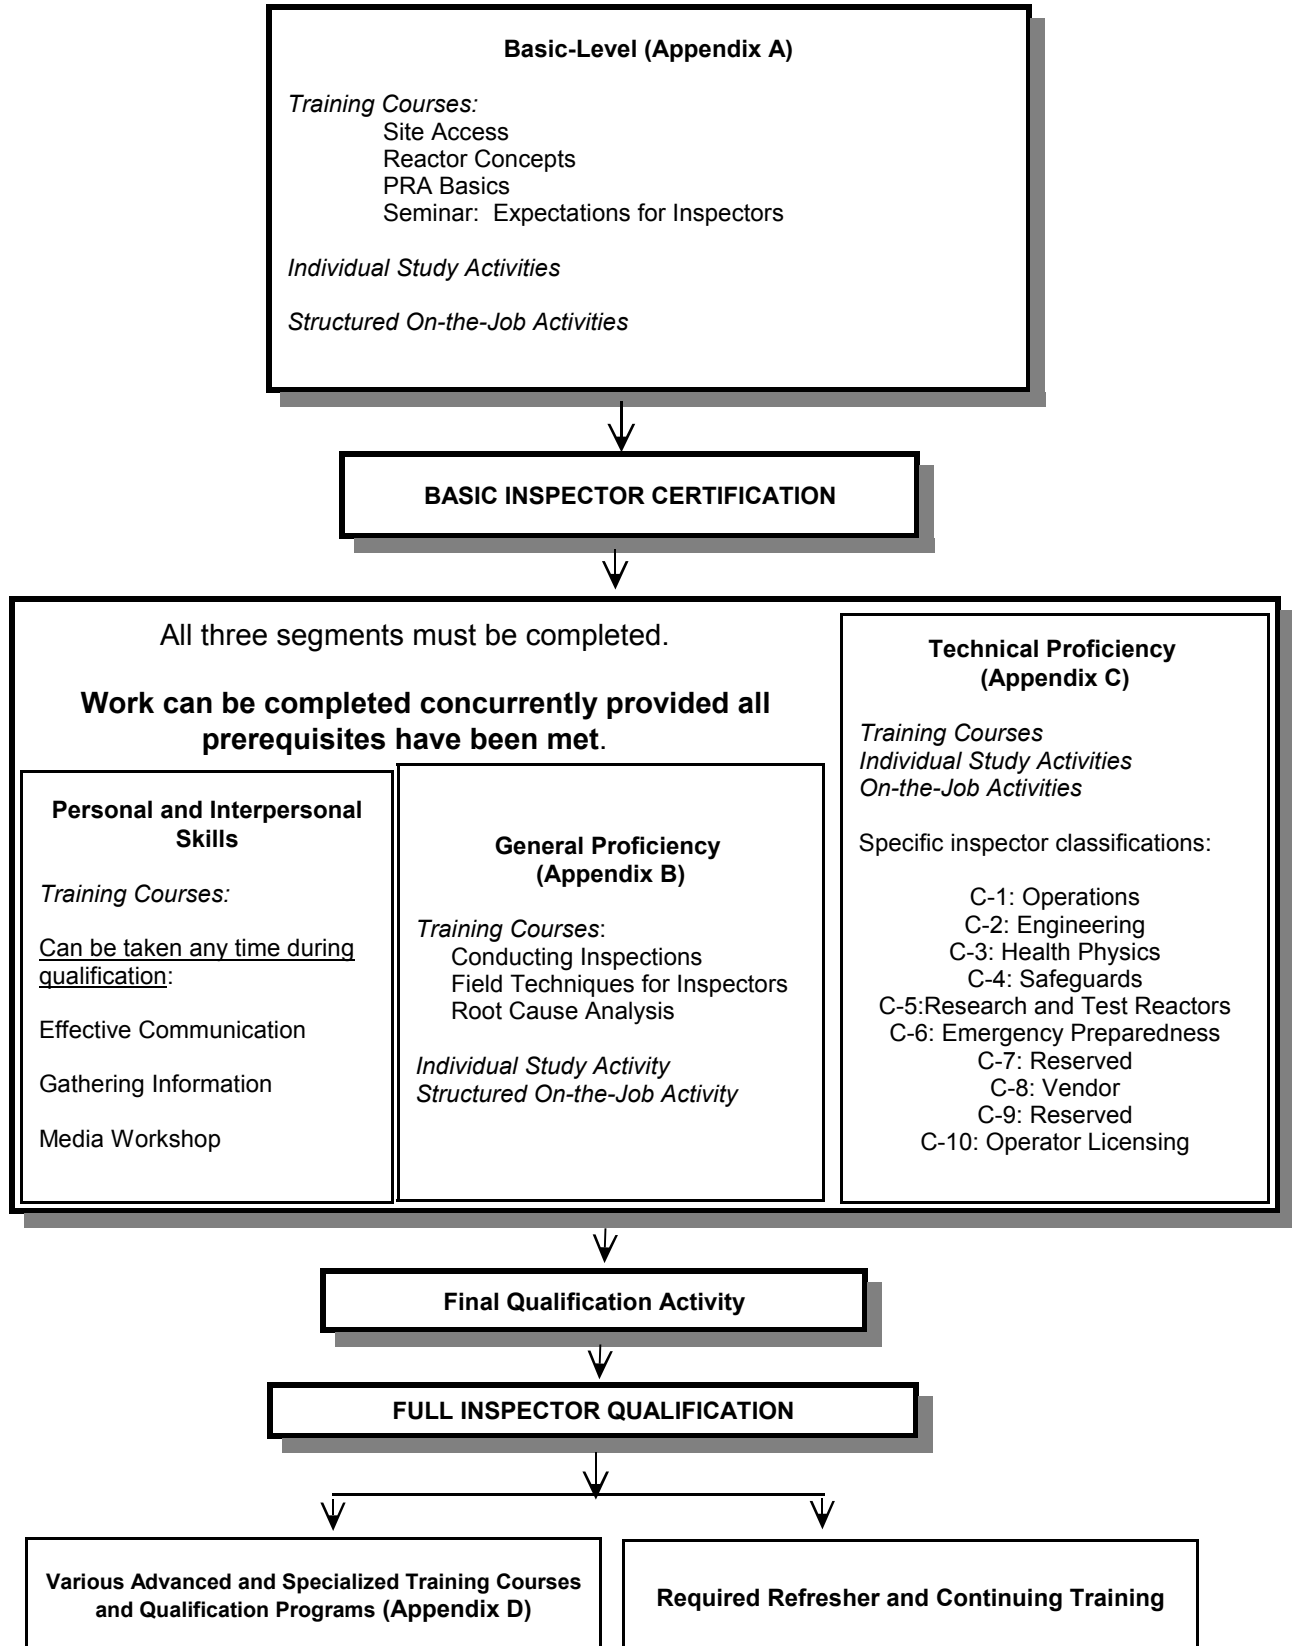 Basic-Level (Appendix A)
Training Courses:
Site Access
Reactor Concepts
PRA Basics
Seminar:  Expectations for Inspectors
Individual Study Activities
Structured On-the-Job Activities
BASIC INSPECTOR CERTIFICATION
All three segments must be completed.
Work can be completed concurrently provided all
prerequisites have been met.
Personal and Interpersonal
Skills
Training Courses:
Can be taken any time during
qualification:
Effective Communication
Gathering Information
Media Workshop
General Proficiency
(Appendix B)
Training Courses:
Conducting Inspections
Field Techniques for Inspectors
Root Cause Analysis
Individual Study Activity
Structured On-the-Job Activity
Technical Proficiency
(Appendix C)
Training Courses
Individual Study Activities
On-the-Job Activities
Specific inspector classifications:
C-1: Operations
C-2: Engineering
C-3: Health Physics
C-4: Safeguards
C-5:Research and Test Reactors
C-6: Emergency Preparedness
C-7: Reserved
C-8: Vendor
C-9: Reserved
C-10: Operator Licensing
Final Qualification Activity
FULL INSPECTOR QUALIFICATION
Various Advanced and Specialized Training Courses
and Qualification Programs (Appendix D)
Required Refresher and Continuing Training